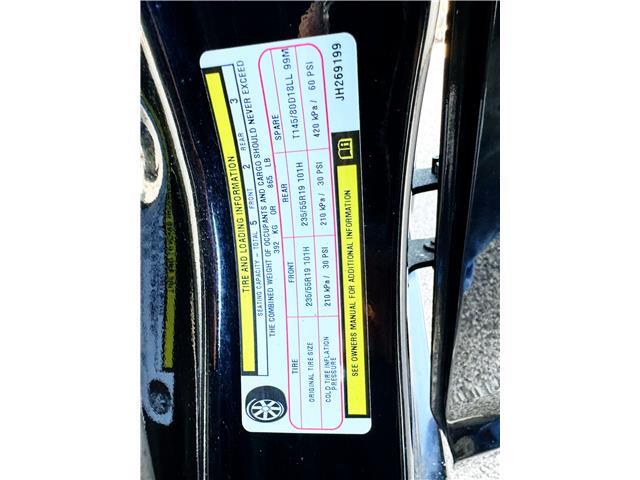 TIRE AND LOADING INFORMATION
SEATING CAPACITY - TOTAL 5 FRONT 2 REAR 3
THE COMBINED WEIGHT OF OCCUPANTS AND CARGO SHOULD NEVER EXCEED
392 KG OR 865 LB
TIRE FRONT REAR SPARE
ORIGINAL TIRE SIZE 235/55R19 101H 235/55R19 101H T145/80D18LL 99M
COLD TIRE INFLATION PRESSURE 210 kPa / 30 PSI 210 kPa / 30 PSI 420 kPa / 60 PSI
SEE OWNERS MANUAL FOR ADDITIONAL INFORMATION
JH269199